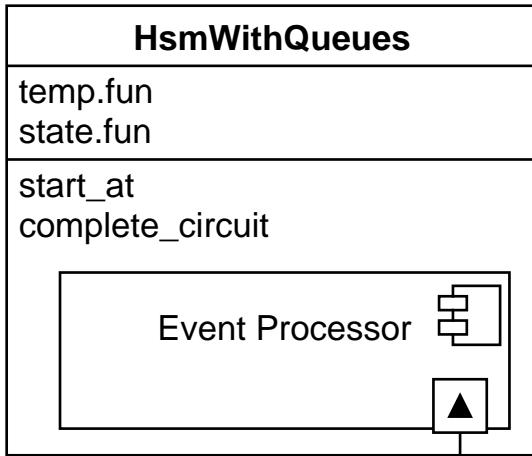 HsmWithQueues
temp.fun
state.fun
start_at
complete_circuit
Event Processor